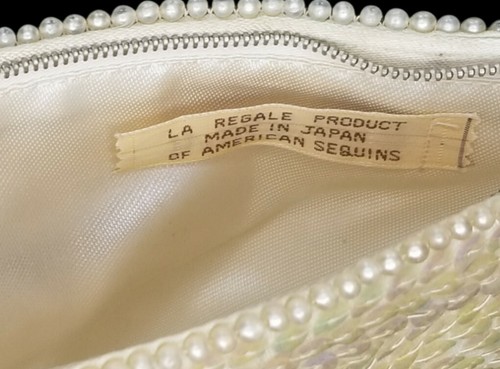 LA REGALE PRODUCT
MADE IN JAPAN
OF AMERICAN SEQUINS